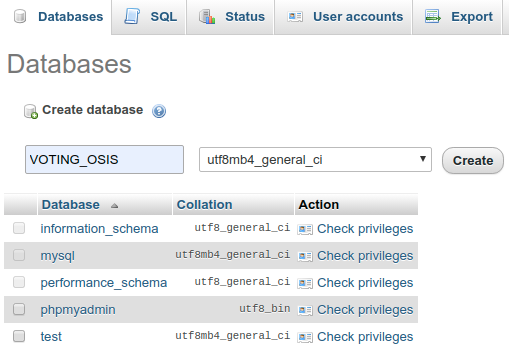 Databases SQL Status User accounts Export
Databases
Create database
VOTING_OSIS utf8mb4_general_ci Create
Database Collation Action
information_schema utf8_general_ci Check privileges
mysql utf8mb4_general_ci Check privileges
performance_schema utf8_general_ci Check privileges
phpmyadmin utf8_bin Check privileges
test utf8mb4_general_ci Check privileges